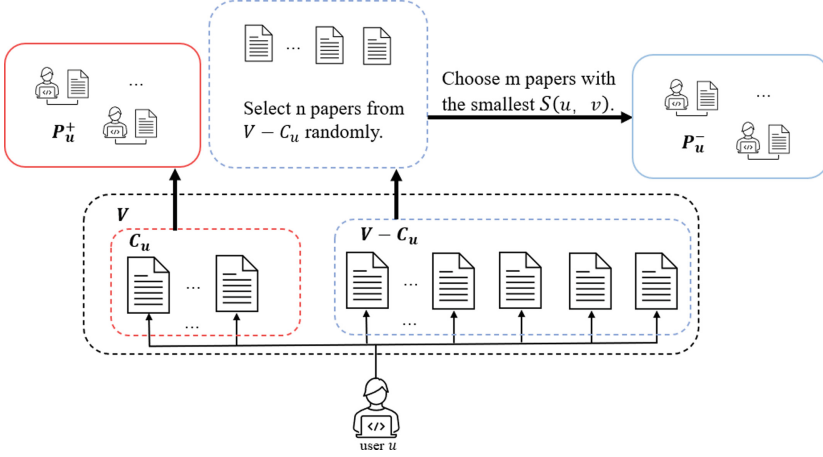 ...
...
Select n papers from
V − C_u randomly.
Choose m papers with
the smallest S(u, v).
...
P_u^+
P_u^-
V
C_u
V − C_u
...
...
...
...
user u